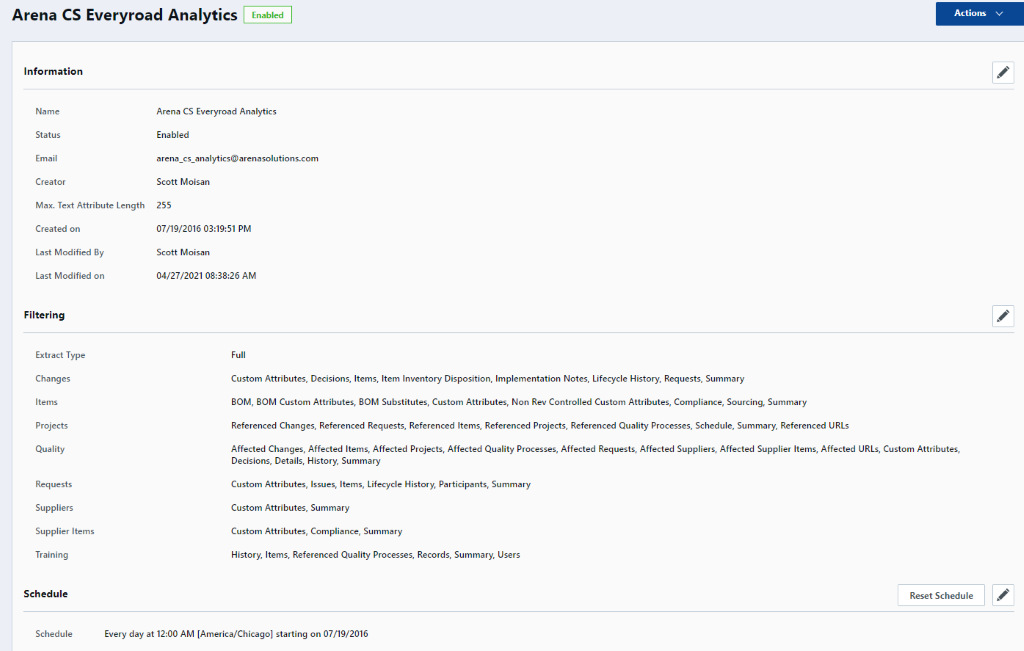 Arena CS Everyroad Analytics Enabled Actions
Information
Name Arena CS Everyroad Analytics
Status Enabled
Email arena_cs_analytics@arenasolutions.com
Creator Scott Moisan
Max. Text Attribute Length 255
Created on 07/19/2016 03:19:51 PM
Last Modified By Scott Moisan
Last Modified on 04/27/2021 08:38:26 AM
Filtering
Extract Type Full
Changes Custom Attributes, Decisions, Items, Item Inventory Disposition, Implementation Notes, Lifecycle History, Requests, Summary
Items BOM, BOM Custom Attributes, BOM Substitutes, Custom Attributes, Non Rev Controlled Custom Attributes, Compliance, Sourcing, Summary
Projects Referenced Changes, Referenced Requests, Referenced Items, Referenced Projects, Referenced Quality Processes, Schedule, Summary, Referenced URLs
Quality Affected Changes, Affected Items, Affected Projects, Affected Quality Processes, Affected Requests, Affected Suppliers, Affected Supplier Items, Affected URLs, Custom Attributes,
Decisions, Details, History, Summary
Requests Custom Attributes, Issues, Items, Lifecycle History, Participants, Summary
Suppliers Custom Attributes, Summary
Supplier Items Custom Attributes, Compliance, Summary
Training History, Items, Referenced Quality Processes, Records, Summary, Users
Schedule Reset Schedule
Schedule Every day at 12:00 AM [America/Chicago] starting on 07/19/2016